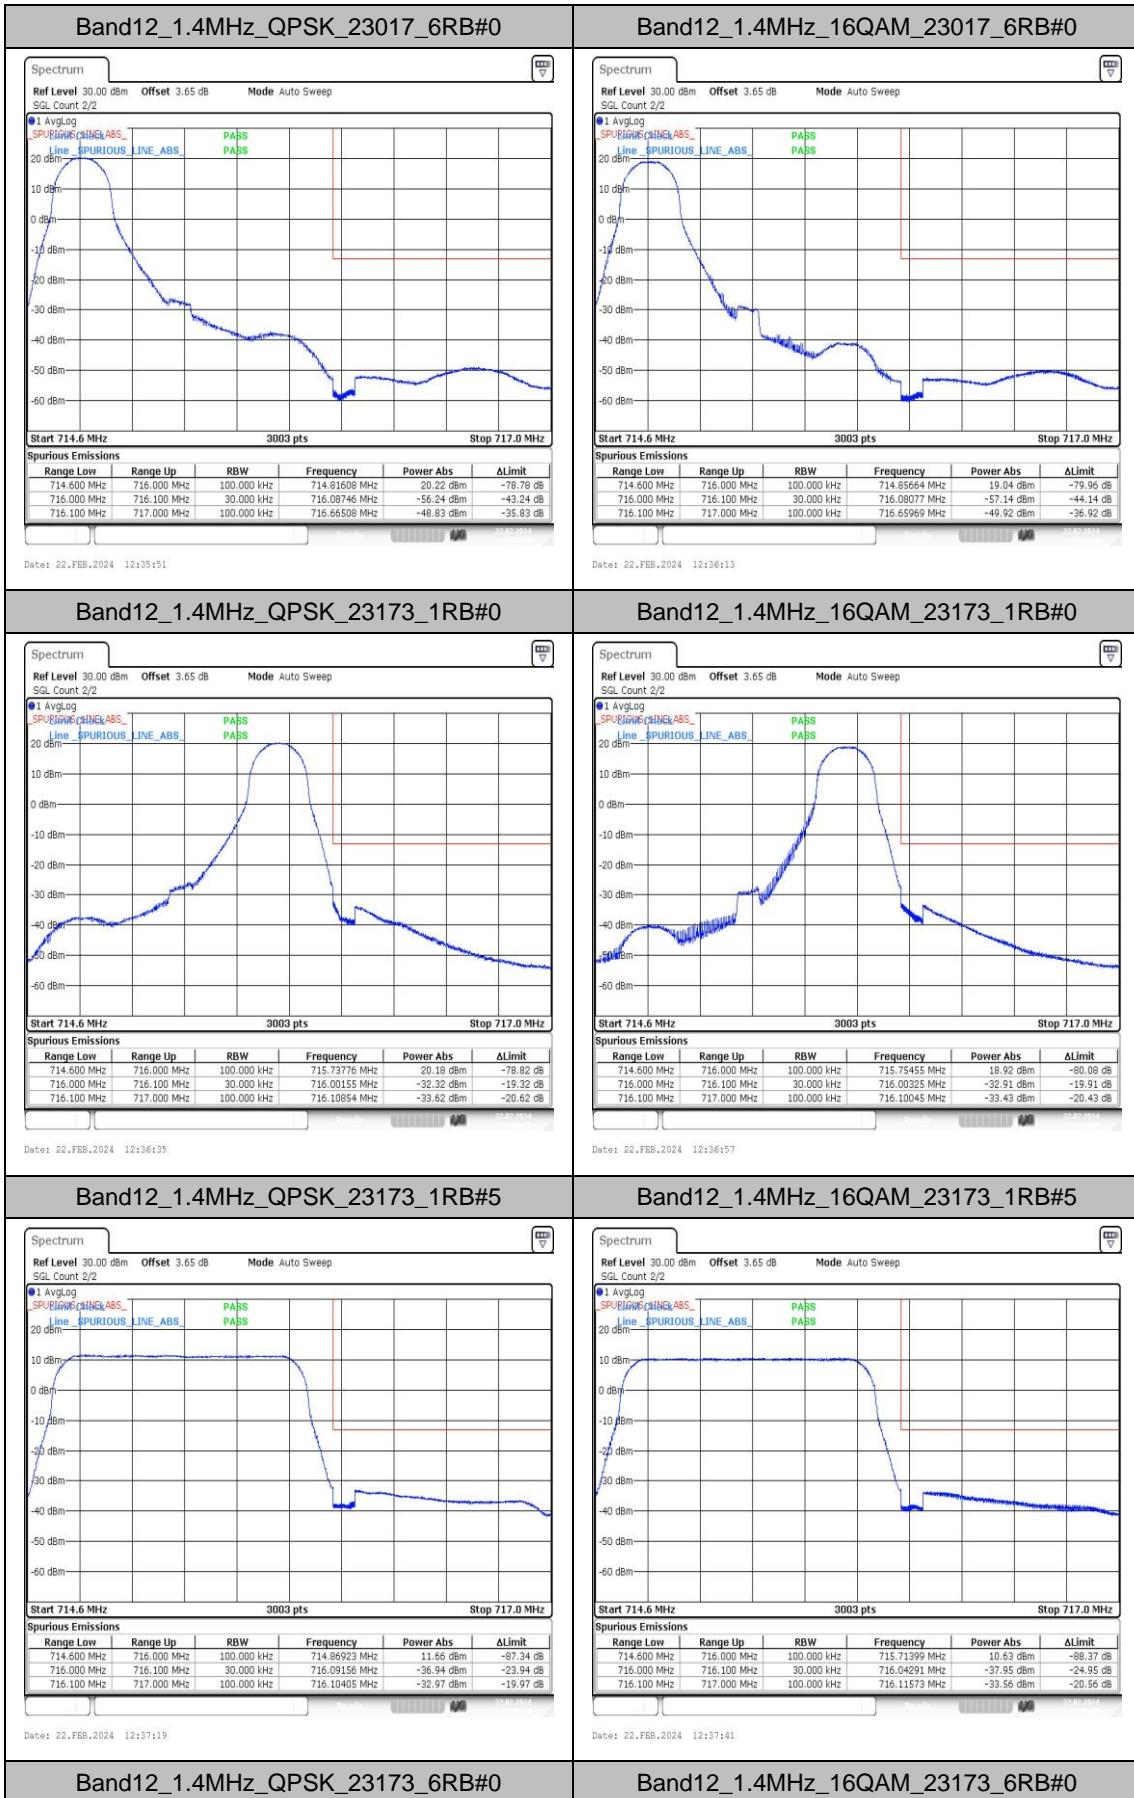 Band12_1.4MHz_QPSK_23017_6RB#0 Band12_1.4MHz_16QAM_23017_6RB#0
Spectrum
Ref Level 30.00 dBm Offset 3.65 dB Mode Auto Sweep
SGL Count 2/2
1 AvgLog
_SPURIOUS_LINE_ABS_ Limit Check PASS
Line _SPURIOUS_LINE_ABS_ PASS
20 dBm
10 dBm
0 dBm
-10 dBm
-20 dBm
-30 dBm
-40 dBm
-50 dBm
-60 dBm
Start 714.6 MHz 3003 pts Stop 717.0 MHz
Spurious Emissions
Range Low Range Up RBW Frequency Power Abs ΔLimit
714.600 MHz 716.000 MHz 100.000 kHz 714.81608 MHz 20.22 dBm -78.78 dB
716.000 MHz 716.100 MHz 30.000 kHz 716.08746 MHz -56.24 dBm -43.24 dB
716.100 MHz 717.000 MHz 100.000 kHz 716.66508 MHz -48.83 dBm -35.83 dB
Date: 22.FEB.2024 12:35:51
Spectrum
Ref Level 30.00 dBm Offset 3.65 dB Mode Auto Sweep
SGL Count 2/2
1 AvgLog
_SPURIOUS_LINE_ABS_ Limit Check PASS
Line _SPURIOUS_LINE_ABS_ PASS
20 dBm
10 dBm
0 dBm
-10 dBm
-20 dBm
-30 dBm
-40 dBm
-50 dBm
-60 dBm
Start 714.6 MHz 3003 pts Stop 717.0 MHz
Spurious Emissions
Range Low Range Up RBW Frequency Power Abs ΔLimit
714.600 MHz 716.000 MHz 100.000 kHz 714.85664 MHz 19.04 dBm -79.96 dB
716.000 MHz 716.100 MHz 30.000 kHz 716.08077 MHz -57.14 dBm -44.14 dB
716.100 MHz 717.000 MHz 100.000 kHz 716.65969 MHz -49.92 dBm -36.92 dB
Date: 22.FEB.2024 12:36:13
Band12_1.4MHz_QPSK_23173_1RB#0 Band12_1.4MHz_16QAM_23173_1RB#0
Spectrum
Ref Level 30.00 dBm Offset 3.65 dB Mode Auto Sweep
SGL Count 2/2
1 AvgLog
_SPURIOUS_LINE_ABS_ Limit Check PASS
Line _SPURIOUS_LINE_ABS_ PASS
20 dBm
10 dBm
0 dBm
-10 dBm
-20 dBm
-30 dBm
-40 dBm
-50 dBm
-60 dBm
Start 714.6 MHz 3003 pts Stop 717.0 MHz
Spurious Emissions
Range Low Range Up RBW Frequency Power Abs ΔLimit
714.600 MHz 716.000 MHz 100.000 kHz 715.73776 MHz 20.18 dBm -78.82 dB
716.000 MHz 716.100 MHz 30.000 kHz 716.00155 MHz -32.32 dBm -19.32 dB
716.100 MHz 717.000 MHz 100.000 kHz 716.10854 MHz -33.62 dBm -20.62 dB
Date: 22.FEB.2024 12:36:35
Spectrum
Ref Level 30.00 dBm Offset 3.65 dB Mode Auto Sweep
SGL Count 2/2
1 AvgLog
_SPURIOUS_LINE_ABS_ Limit Check PASS
Line _SPURIOUS_LINE_ABS_ PASS
20 dBm
10 dBm
0 dBm
-10 dBm
-20 dBm
-30 dBm
-40 dBm
-50 dBm
-60 dBm
Start 714.6 MHz 3003 pts Stop 717.0 MHz
Spurious Emissions
Range Low Range Up RBW Frequency Power Abs ΔLimit
714.600 MHz 716.000 MHz 100.000 kHz 715.75455 MHz 18.92 dBm -80.08 dB
716.000 MHz 716.100 MHz 30.000 kHz 716.00325 MHz -32.91 dBm -19.91 dB
716.100 MHz 717.000 MHz 100.000 kHz 716.10045 MHz -33.43 dBm -20.43 dB
Date: 22.FEB.2024 12:36:57
Band12_1.4MHz_QPSK_23173_1RB#5 Band12_1.4MHz_16QAM_23173_1RB#5
Spectrum
Ref Level 30.00 dBm Offset 3.65 dB Mode Auto Sweep
SGL Count 2/2
1 AvgLog
_SPURIOUS_LINE_ABS_ Limit Check PASS
Line _SPURIOUS_LINE_ABS_ PASS
20 dBm
10 dBm
0 dBm
-10 dBm
-20 dBm
-30 dBm
-40 dBm
-50 dBm
-60 dBm
Start 714.6 MHz 3003 pts Stop 717.0 MHz
Spurious Emissions
Range Low Range Up RBW Frequency Power Abs ΔLimit
714.600 MHz 716.000 MHz 100.000 kHz 714.86923 MHz 11.66 dBm -87.34 dB
716.000 MHz 716.100 MHz 30.000 kHz 716.09156 MHz -36.94 dBm -23.94 dB
716.100 MHz 717.000 MHz 100.000 kHz 716.10405 MHz -32.97 dBm -19.97 dB
Date: 22.FEB.2024 12:37:19
Spectrum
Ref Level 30.00 dBm Offset 3.65 dB Mode Auto Sweep
SGL Count 2/2
1 AvgLog
_SPURIOUS_LINE_ABS_ Limit Check PASS
Line _SPURIOUS_LINE_ABS_ PASS
20 dBm
10 dBm
0 dBm
-10 dBm
-20 dBm
-30 dBm
-40 dBm
-50 dBm
-60 dBm
Start 714.6 MHz 3003 pts Stop 717.0 MHz
Spurious Emissions
Range Low Range Up RBW Frequency Power Abs ΔLimit
714.600 MHz 716.000 MHz 100.000 kHz 715.71399 MHz 10.63 dBm -88.37 dB
716.000 MHz 716.100 MHz 30.000 kHz 716.04291 MHz -37.95 dBm -24.95 dB
716.100 MHz 717.000 MHz 100.000 kHz 716.11573 MHz -33.56 dBm -20.56 dB
Date: 22.FEB.2024 12:37:41
Band12_1.4MHz_QPSK_23173_6RB#0 Band12_1.4MHz_16QAM_23173_6RB#0